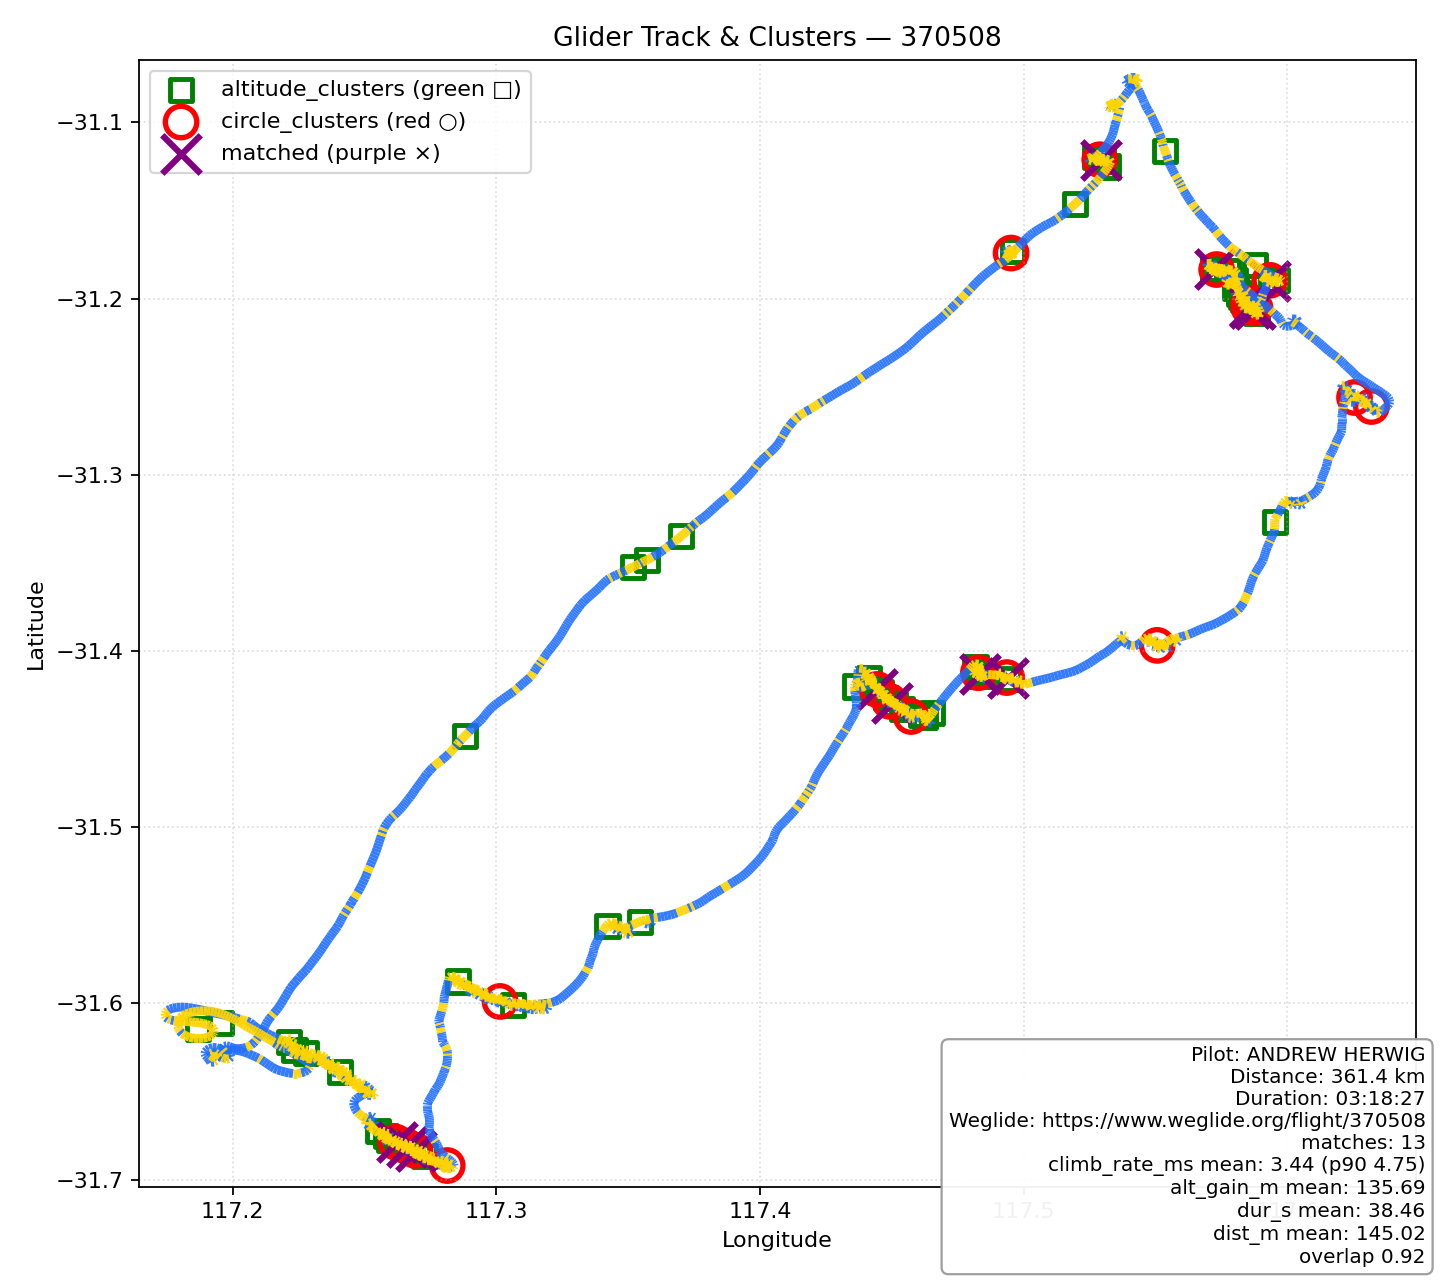 Glider Track & Clusters — 370508
altitude_clusters (green □)
circle_clusters (red ○)
matched (purple ×)
−31.1
−31.2
−31.3
−31.4
−31.5
−31.6
−31.7
Latitude
117.2
117.3
117.4
117.5
Longitude
Pilot: ANDREW HERWIG
Distance: 361.4 km
Duration: 03:18:27
Weglide: https://www.weglide.org/flight/370508
matches: 13
climb_rate_ms mean: 3.44 (p90 4.75)
alt_gain_m mean: 135.69
dur_s mean: 38.46
dist_m mean: 145.02
overlap 0.92